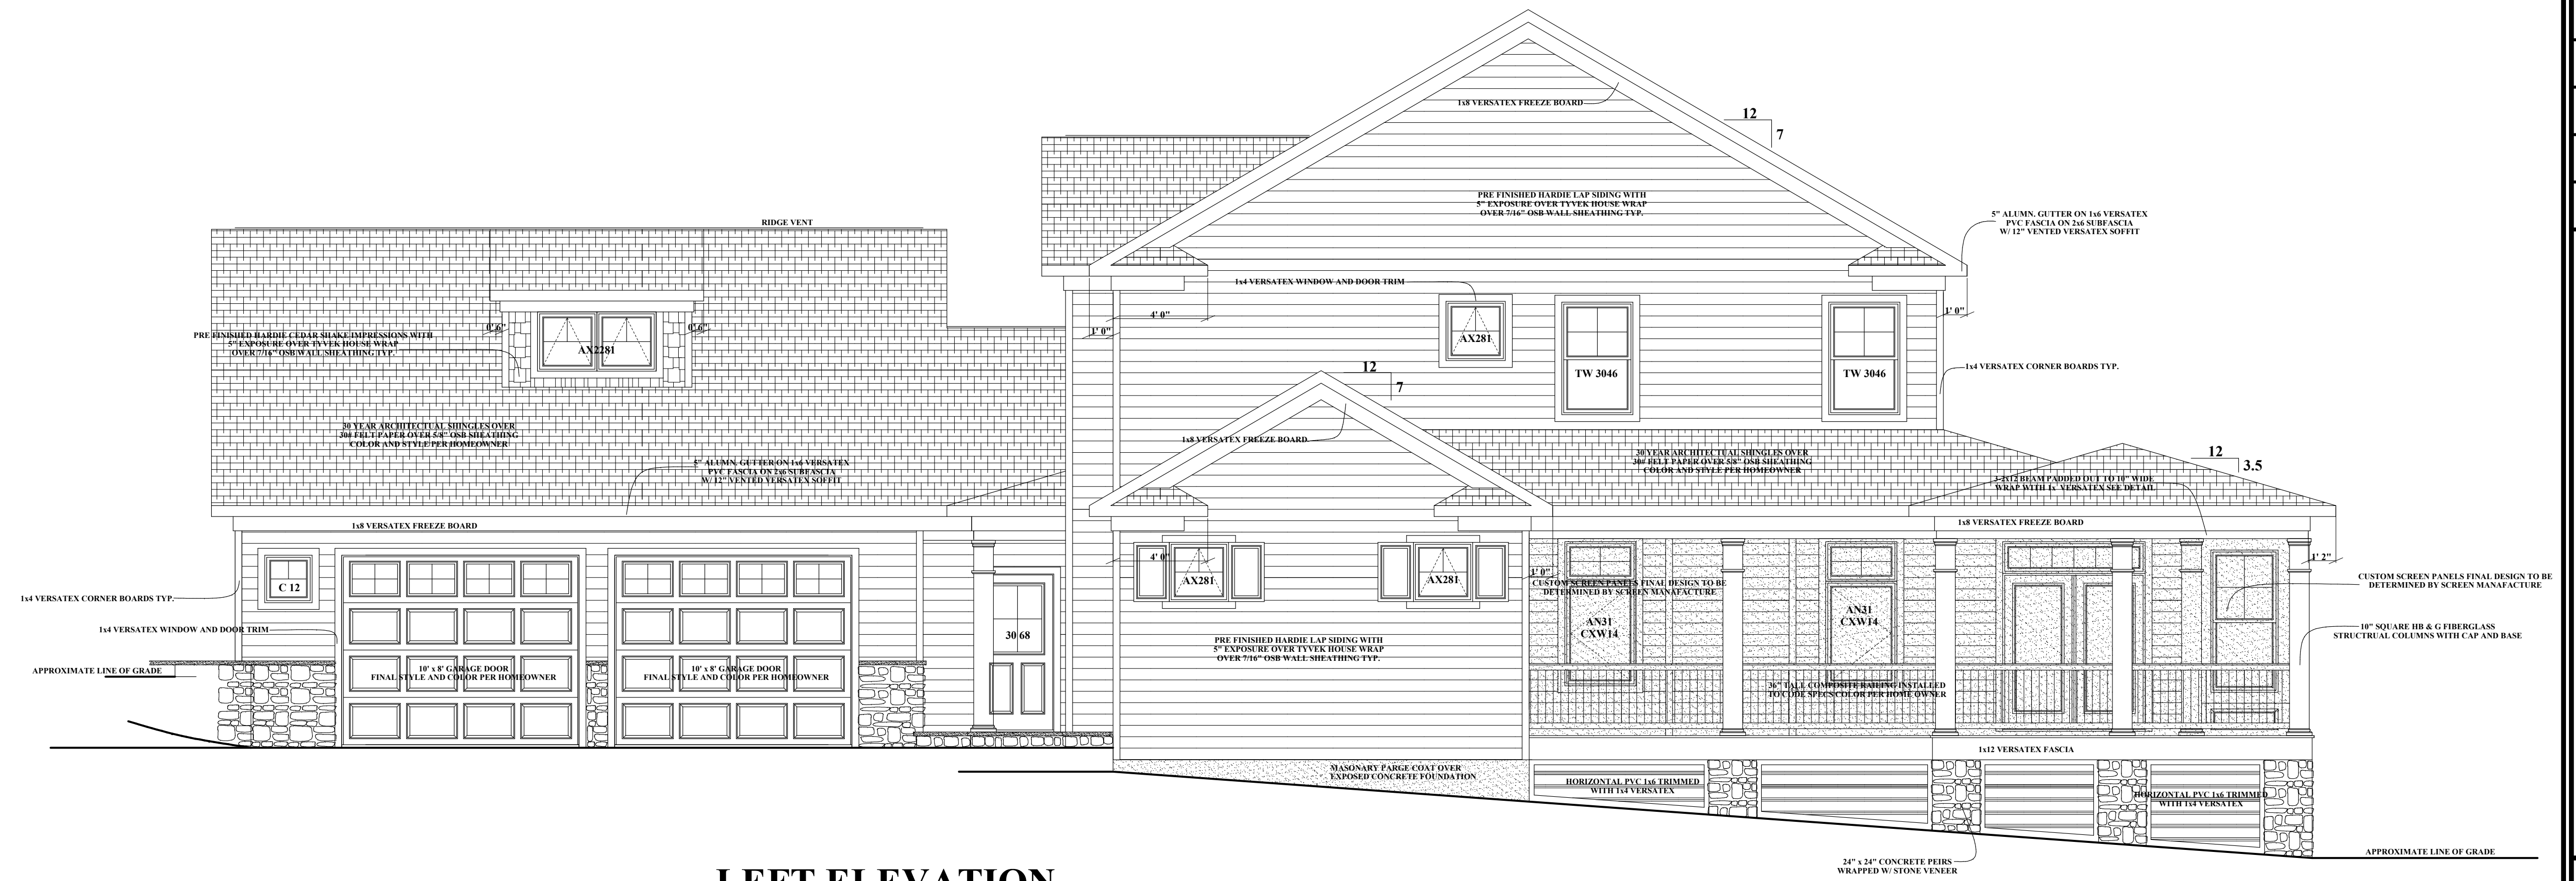 1x8 VERSATEX FREEZE BOARD
12
7
PRE FINISHED HARDIE LAP SIDING WITH
5" EXPOSURE OVER TYVEK HOUSE WRAP
OVER 7/16" OSB WALL SHEATHING TYP.
5" ALUMN. GUTTER ON 1x6 VERSATEX
PVC FASCIA ON 2x6 SUBFASCIA
W/ 12" VENTED VERSATEX SOFFIT
RIDGE VENT
1x4 VERSATEX WINDOW AND DOOR TRIM
4' 0"
1' 0"
1' 0"
0' 6"
0' 6"
PRE FINISHED HARDIE CEDAR SHAKE IMPRESSIONS WITH
5" EXPOSURE OVER TYVEK HOUSE WRAP
OVER 7/16" OSB WALL SHEATHING TYP.
AX2281
AX281
TW 3046
TW 3046
1x4 VERSATEX CORNER BOARDS TYP.
12
7
30 YEAR ARCHITECTUAL SHINGLES OVER
30# FELT PAPER OVER 5/8" OSB SHEATHING
COLOR AND STYLE PER HOMEOWNER
1x8 VERSATEX FREEZE BOARD
5" ALUMN. GUTTER ON 1x6 VERSATEX
PVC FASCIA ON 2x6 SUBFASCIA
W/ 12" VENTED VERSATEX SOFFIT
30 YEAR ARCHITECTUAL SHINGLES OVER
30# FELT PAPER OVER 5/8" OSB SHEATHING
COLOR AND STYLE PER HOMEOWNER
12
3.5
2x12 BEAM PADDED OUT TO 10" WIDE
WRAP WITH 1x VERSATEX SEE DETAIL
1x8 VERSATEX FREEZE BOARD
1x8 VERSATEX FREEZE BOARD
4' 0"
1' 0"
1' 2"
C 12
AX281
AX281
CUSTOM SCREEN PANELS FINAL DESIGN TO BE
DETERMINED BY SCREEN MANAFACTURE
CUSTOM SCREEN PANELS FINAL DESIGN TO BE
DETERMINED BY SCREEN MANAFACTURE
1x4 VERSATEX CORNER BOARDS TYP.
1x4 VERSATEX WINDOW AND DOOR TRIM
30 68
AN31
CXW14
AN31
CXW14
10" SQUARE HB & G FIBERGLASS
STRUCTRUAL COLUMNS WITH CAP AND BASE
PRE FINISHED HARDIE LAP SIDING WITH
5" EXPOSURE OVER TYVEK HOUSE WRAP
OVER 7/16" OSB WALL SHEATHING TYP.
APPROXIMATE LINE OF GRADE
10' x 8' GARAGE DOOR
FINAL STYLE AND COLOR PER HOMEOWNER
10' x 8' GARAGE DOOR
FINAL STYLE AND COLOR PER HOMEOWNER
36" TALL COMPOSITE RAILING INSTALLED
TO CODE SPECS COLOR PER HOME OWNER
1x12 VERSATEX FASCIA
MASONARY PARGE COAT OVER
EXPOSED CONCRETE FOUNDATION
HORIZONTAL PVC 1x6 TRIMMED
WITH 1x4 VERSATEX
HORIZONTAL PVC 1x6 TRIMMED
WITH 1x4 VERSATEX
APPROXIMATE LINE OF GRADE
24" x 24" CONCRETE PEIRS
WRAPPED W/ STONE VENEER
LEFT ELEVATION